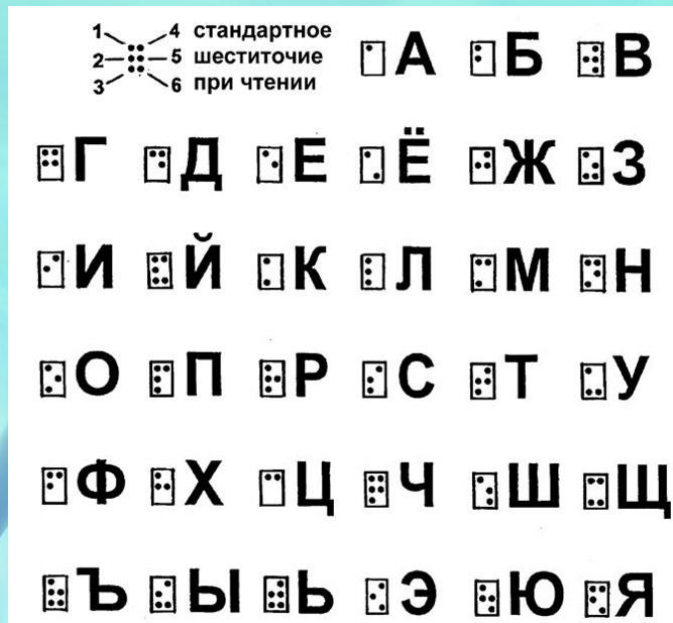 1 4 стандартное
2 5 шеститочие
3 6 при чтении
А Б В
Г Д Е Ё Ж З
И Й К Л М Н
О П Р С Т У
Ф Х Ц Ч Ш Щ
Ъ Ы Ь Э Ю Я